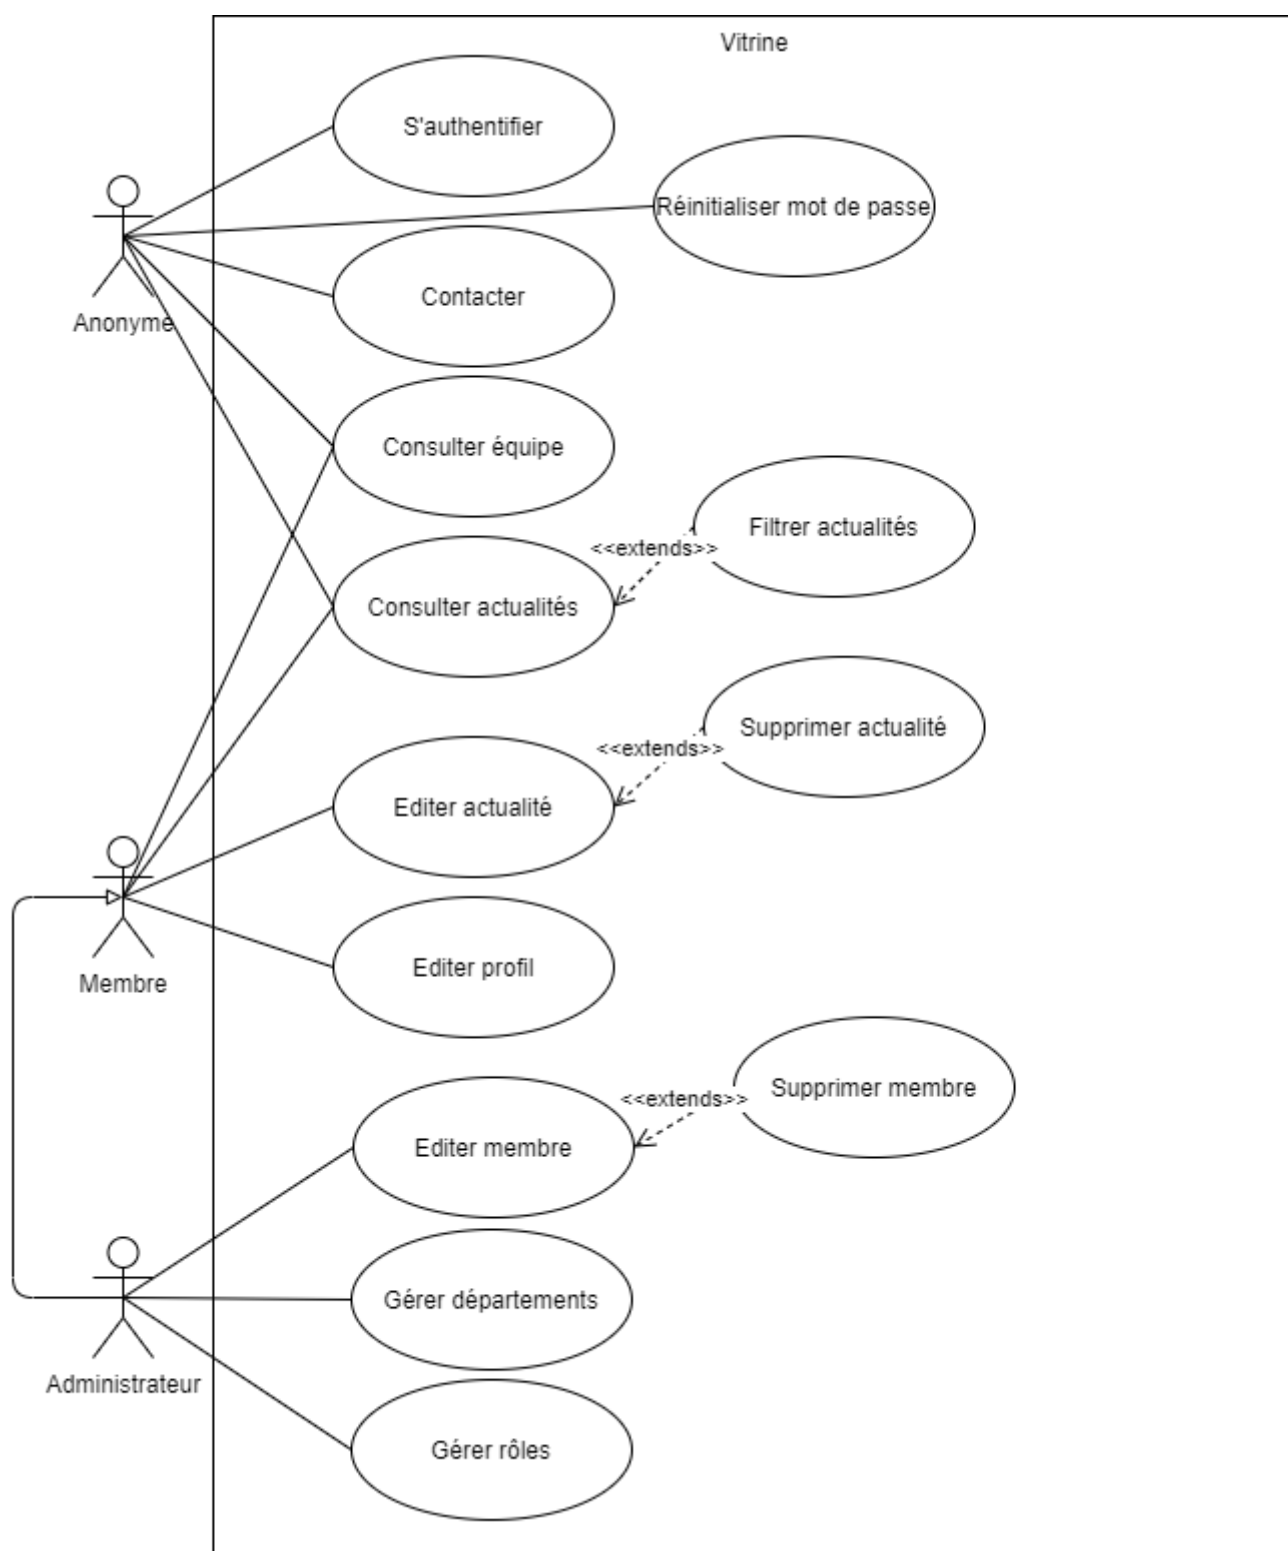 Vitrine
S'authentifier
Réinitialiser mot de passe
Contacter
Anonyme
Consulter équipe
Filtrer actualités
<<extends>>
Consulter actualités
Supprimer actualité
<<extends>>
Editer actualité
Editer profil
Membre
Supprimer membre
<<extends>>
Editer membre
Gérer départements
Administrateur
Gérer rôles